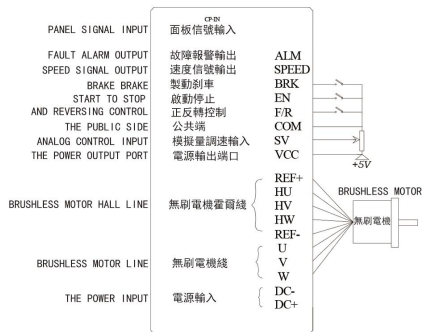 CP-IN
PANEL SIGNAL INPUT 面板信號輸入
FAULT ALARM OUTPUT 故障報警輸出 ALM
SPEED SIGNAL OUTPUT 速度信號輸出 SPEED
BRAKE BRAKE 製動刹車 BRK
START TO STOP 啟動停止 EN
AND REVERSING CONTROL 正反轉控制 F/R
THE PUBLIC SIDE 公共端 COM
ANALOG CONTROL INPUT 模擬量調速輸入 SV
THE POWER OUTPUT PORT 電源輸出端口 VCC
+5V
REF+
HU
BRUSHLESS MOTOR HALL LINE 無刷電機霍爾綫 HV
HW
REF-
BRUSHLESS MOTOR
無刷電機
U
BRUSHLESS MOTOR LINE 無刷電機綫 V
W
THE POWER INPUT 電源輸入 DC-
DC+